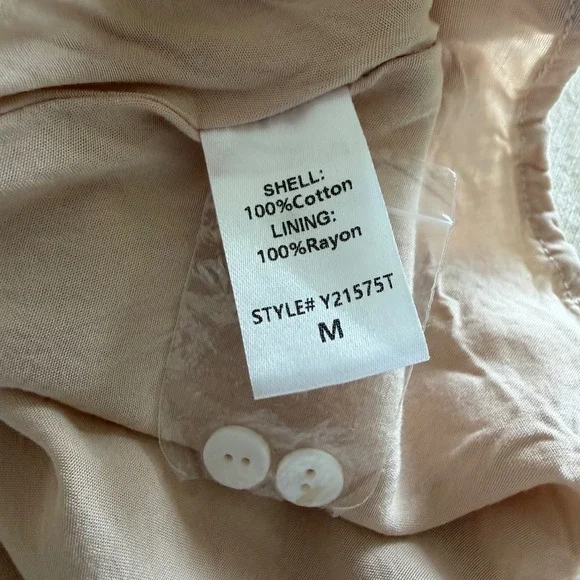 SHELL:
100%Cotton
LINING:
100%Rayon
STYLE# Y21575T
M